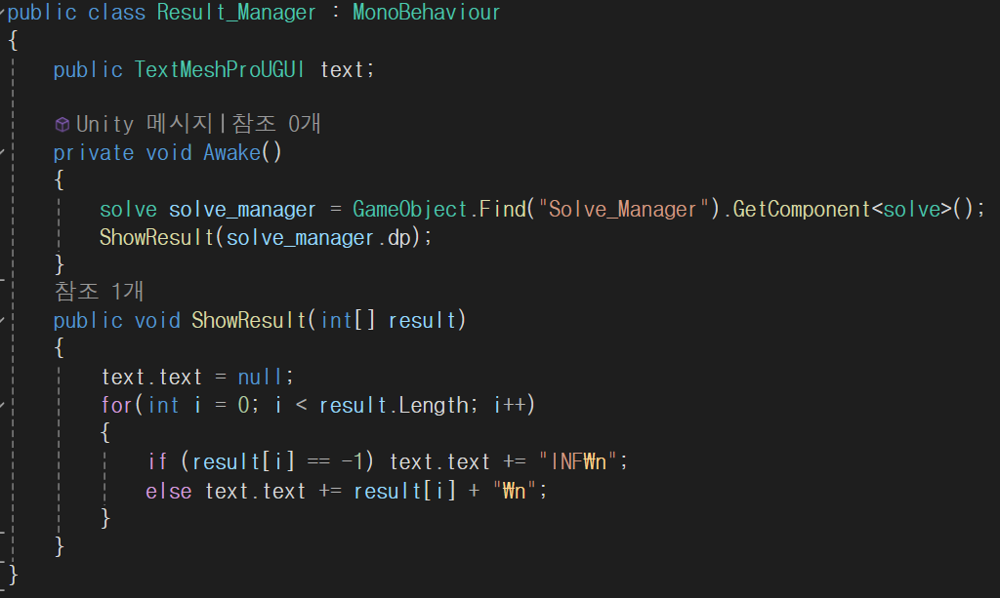 public class Result_Manager : MonoBehaviour
{
public TextMeshProUGUI text;
Unity 메시지|참조 0개
private void Awake()
{
solve solve_manager = GameObject.Find("Solve_Manager").GetComponent<solve>();
ShowResult(solve_manager.dp);
}
참조 1개
public void ShowResult(int[] result)
{
text.text = null;
for(int i = 0; i < result.Length; i++)
{
if (result[i] == -1) text.text += "INF₩n";
else text.text += result[i] + "₩n";
}
}
}